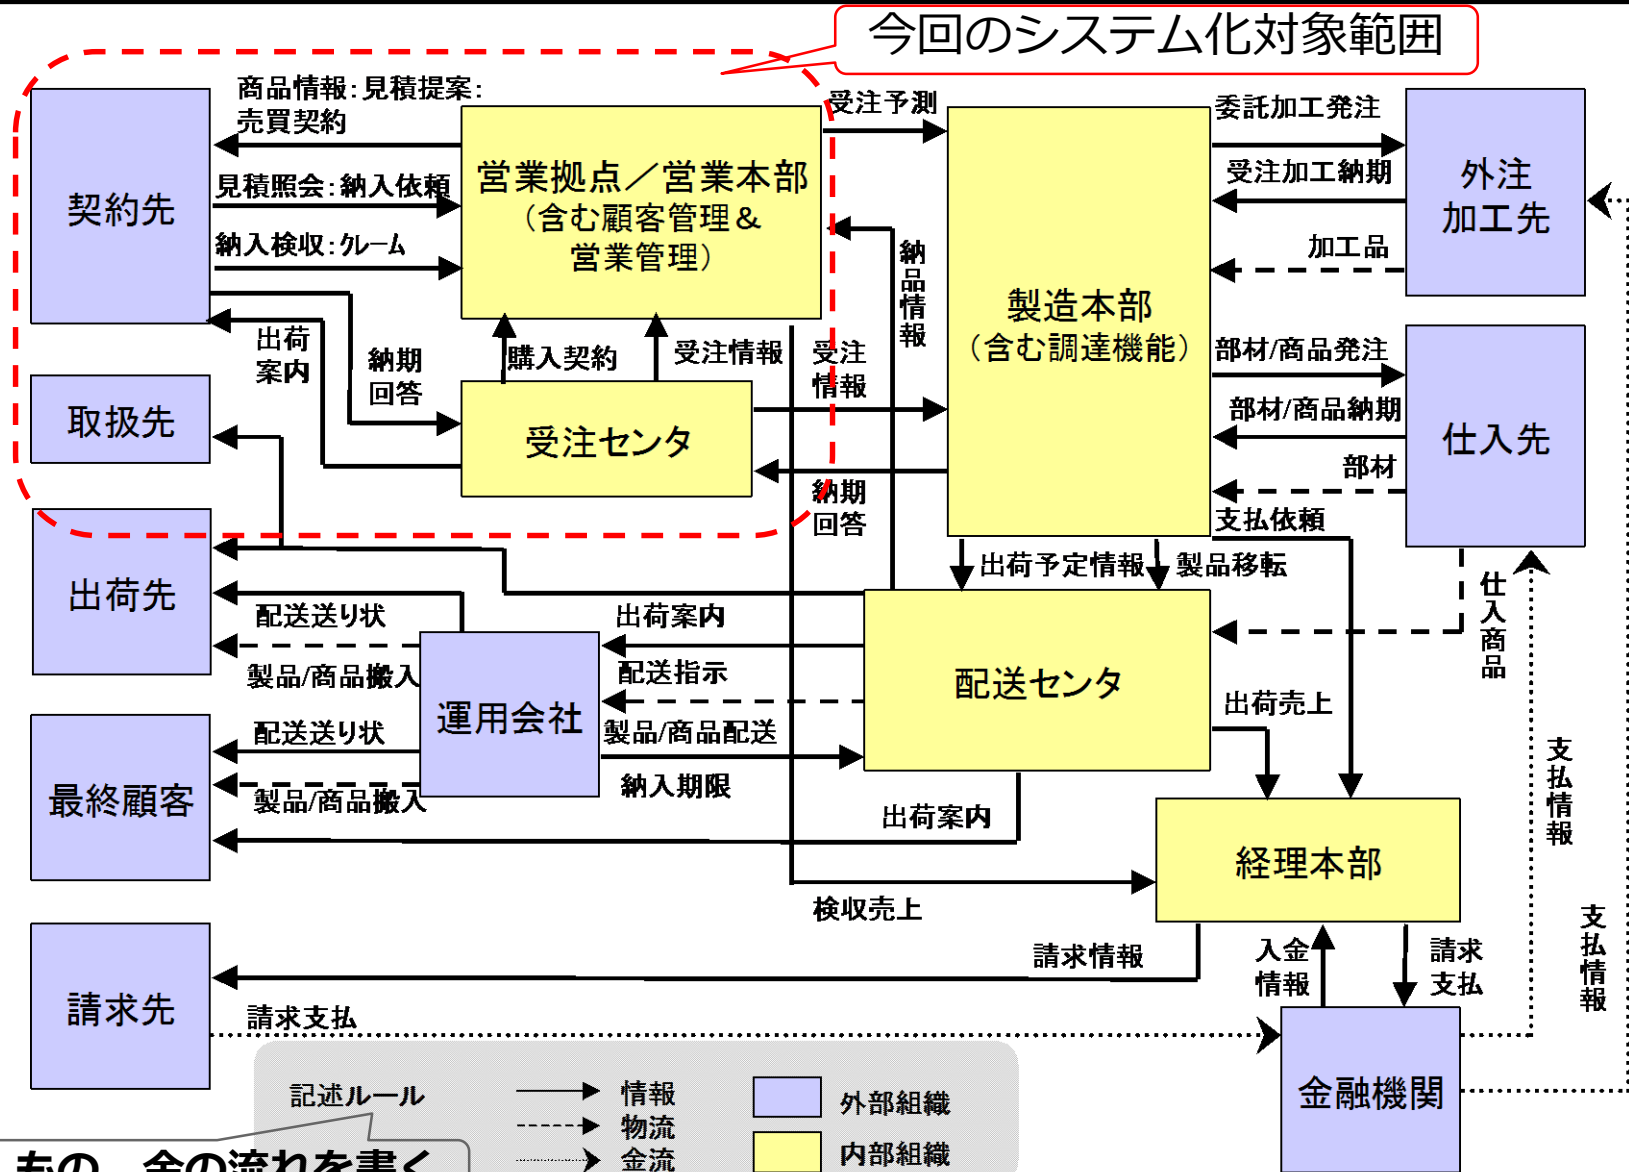 今回のシステム化対象範囲
商品情報：見積提案：
売買契約
契約先
見積照会：納入依頼
納入検収：クレーム
営業拠点／営業本部
（含む顧客管理＆
営業管理）
受注予測
納品情報
製造本部
（含む調達機能）
委託加工発注
受注加工納期
加工品
外注
加工先
出荷
案内
納期
回答
購入契約
受注情報
受注
情報
部材/商品発注
部材/商品納期
部材
仕入先
取扱先
受注センタ
納期
回答
支払依頼
出荷予定情報
製品移転
仕入商品
出荷先
配送送り状
製品/商品搬入
出荷案内
配送指示
配送センタ
出荷売上
運用会社
製品/商品配送
納入期限
配送送り状
製品/商品搬入
最終顧客
出荷案内
支払情報
経理本部
検収売上
請求情報
入金
情報
請求
支払
支払情報
請求先
請求支払
金融機関
記述ルール
情報
物流
金流
外部組織
内部組織
もの、金の流れを書く